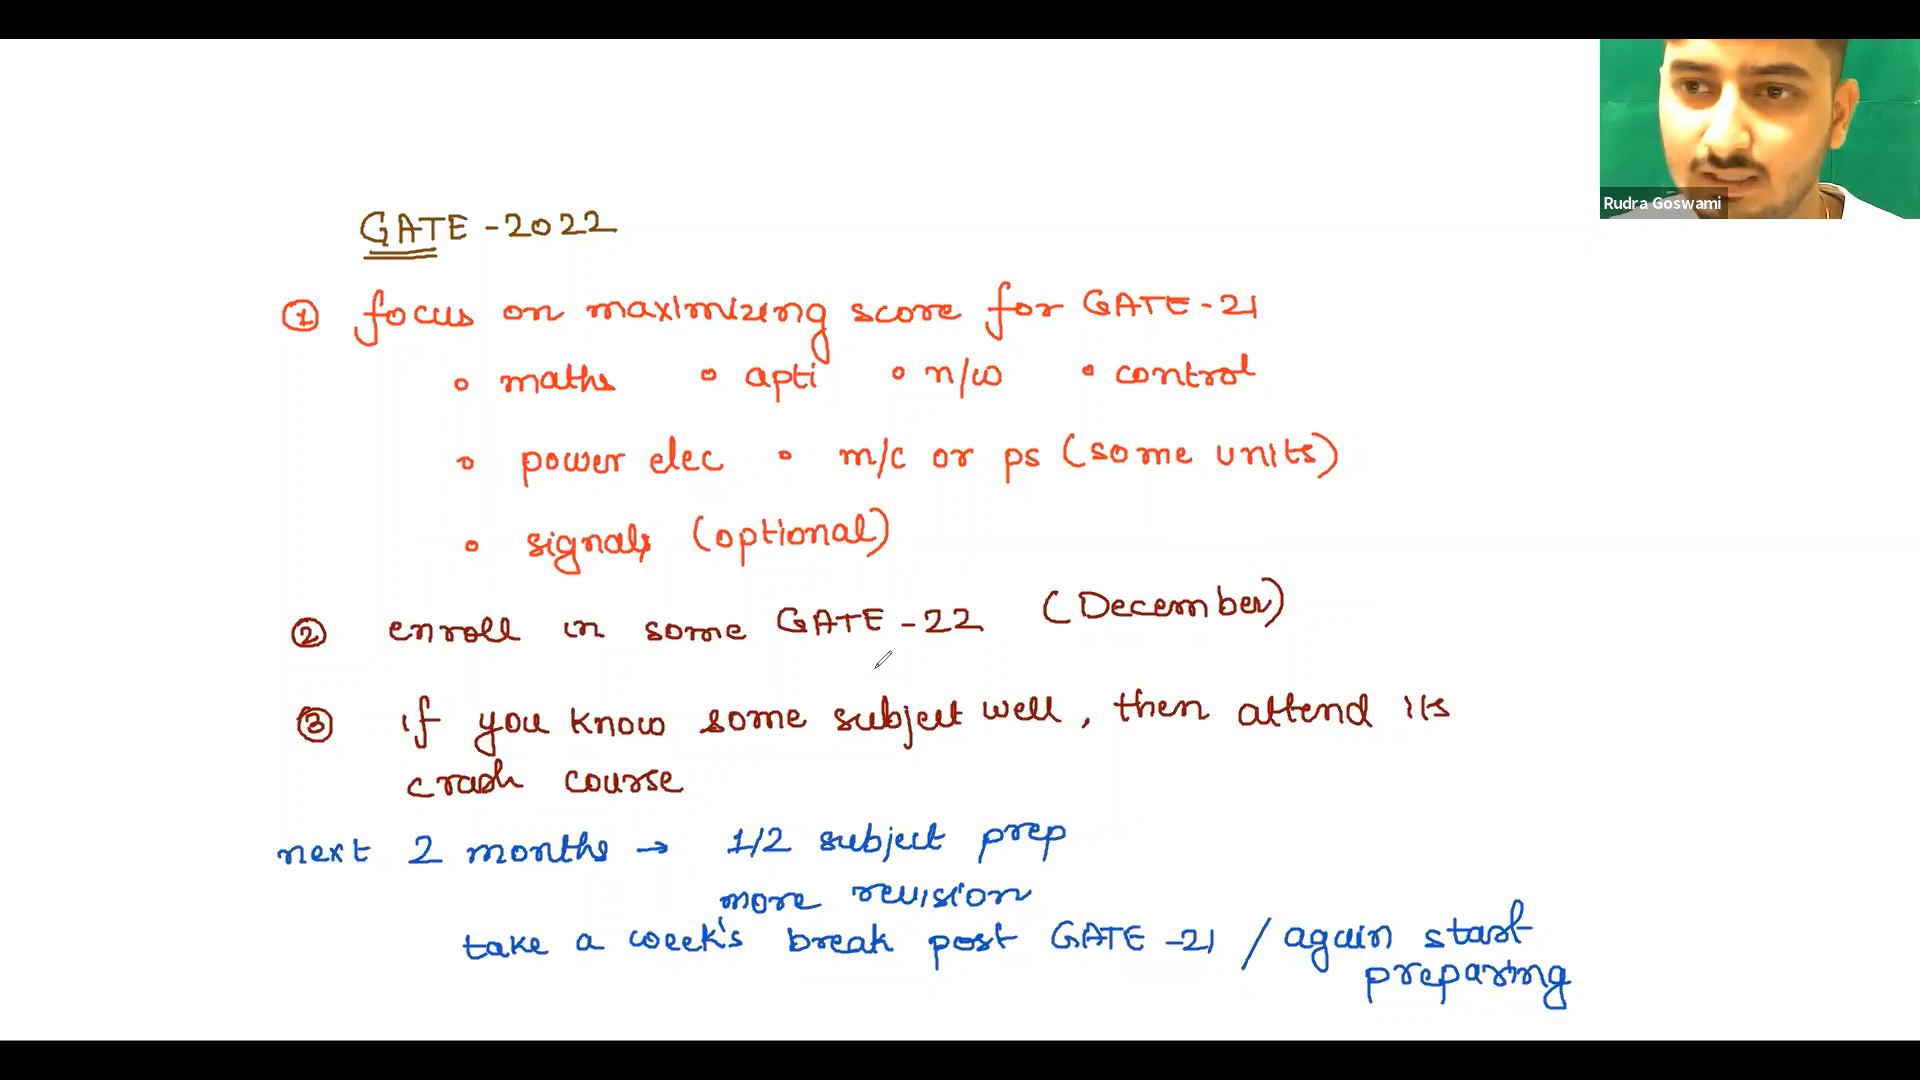 Rudra Goswami
GATE - 2022
① focus on maximizing score for GATE - 21
• maths • apti • n/w • control
• power elec • m/c or ps (some units)
• signals (optional)
② enroll in some GATE - 22 (December)
③ if you know some subject well, then attend its
crash course
next 2 months → 1/2 subject prep
more revision
take a week's break post GATE - 21 / again start
preparing